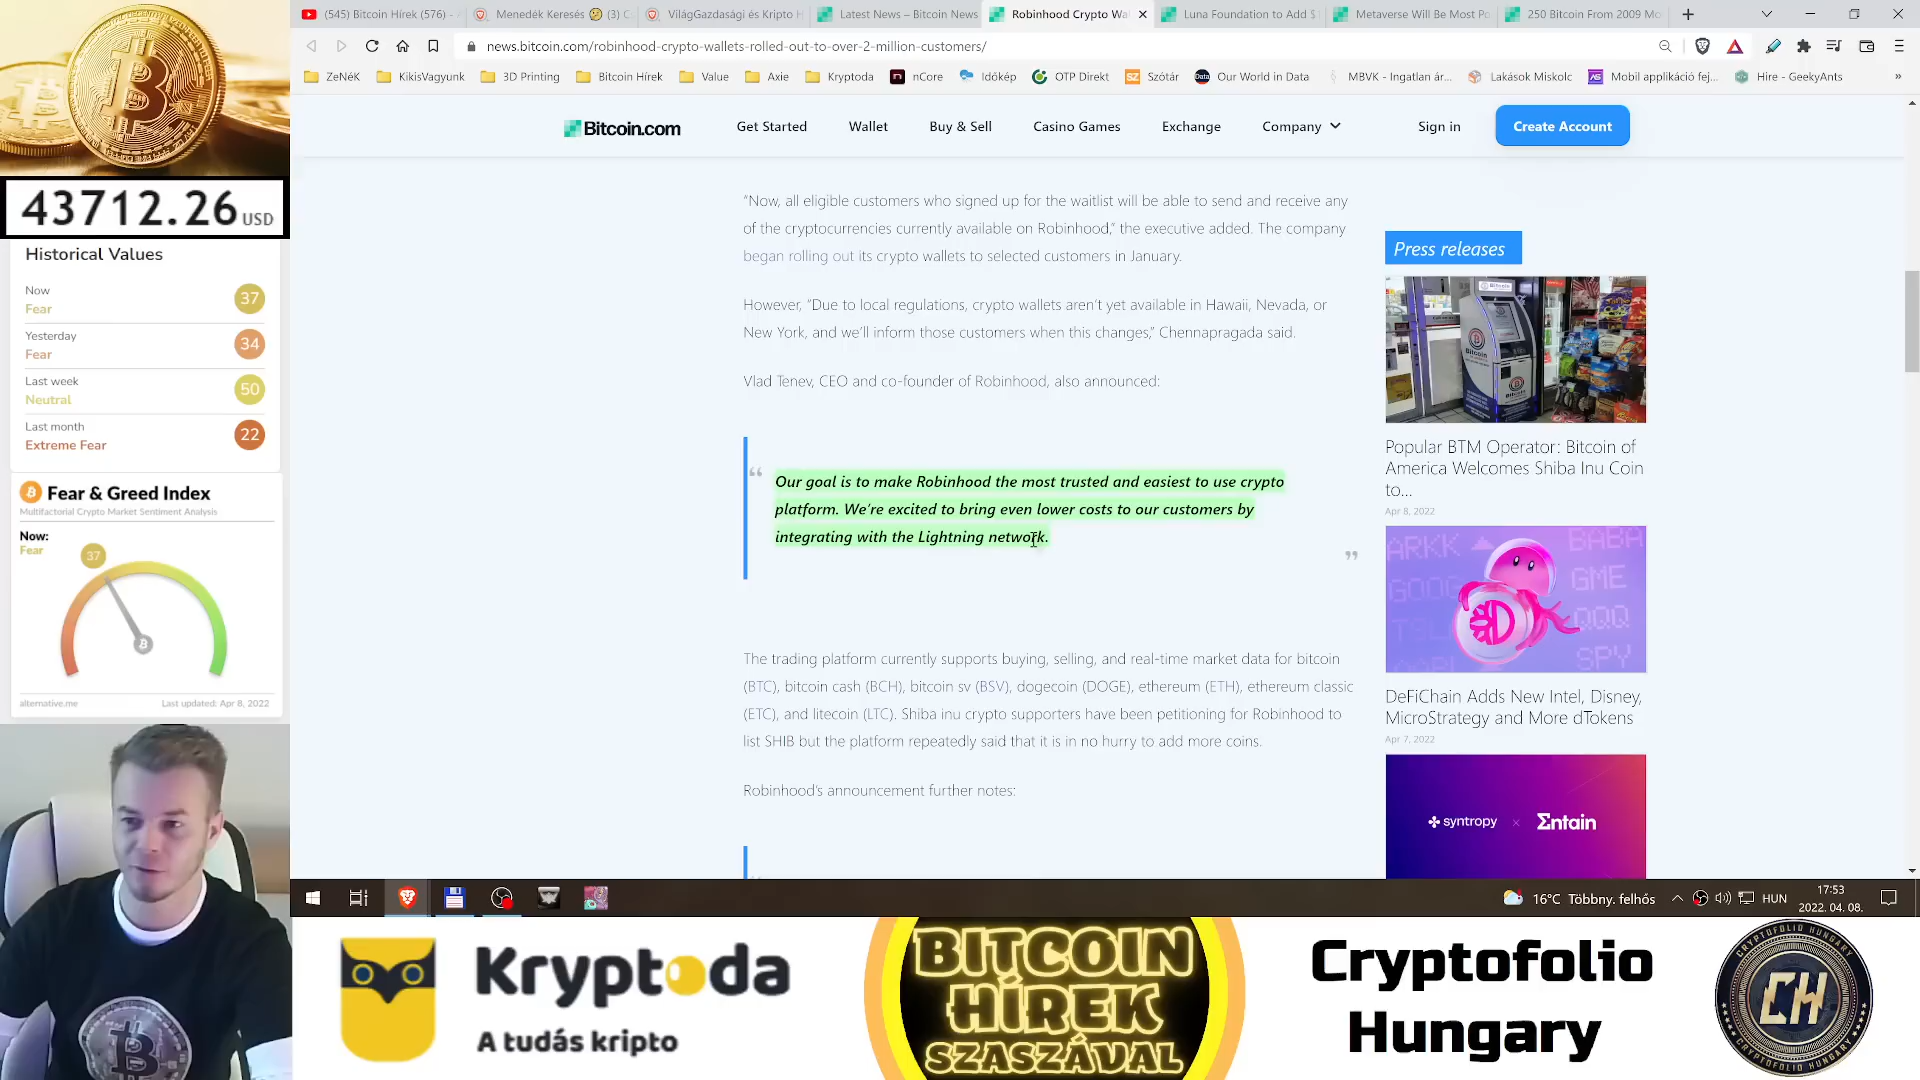 (545) Bitcoin Hírek (576) -
Menedék Keresés 🤔 (3) C
VilágGazdasági és Kripto H
Latest News – Bitcoin News
Robinhood Crypto Wa
Luna Foundation to Add $
Metaverse Will Be Most Po
250 Bitcoin From 2009 Mo
news.bitcoin.com/robinhood-crypto-wallets-rolled-out-to-over-2-million-customers/
ZeNéK
KikisVagyunk
3D Printing
Bitcoin Hírek
Value
Axie
Kryptoda
nCore
Időkép
OTP Direkt
SZ Szótár
Our World in Data
MBVK - Ingatlan ár...
Lakások Miskolc
Mobil applikáció fej...
Hire - GeekyAnts
Bitcoin.com
Get Started
Wallet
Buy & Sell
Casino Games
Exchange
Company
Sign in
Create Account
43712.26 USD
Historical Values
Now
Fear
37
Yesterday
Fear
34
Last week
Neutral
50
Last month
Extreme Fear
22
Fear & Greed Index
Multifactorial Crypto Market Sentiment Analysis
Now:
Fear
37
alternative.me
Last updated: Apr 8, 2022
“Now, all eligible customers who signed up for the waitlist will be able to send and receive any
of the cryptocurrencies currently available on Robinhood,” the executive added. The company
began rolling out its crypto wallets to selected customers in January.
However, “Due to local regulations, crypto wallets aren’t yet available in Hawaii, Nevada, or
New York, and we’ll inform those customers when this changes,” Chennapragada said.
Vlad Tenev, CEO and co-founder of Robinhood, also announced:
“
Our goal is to make Robinhood the most trusted and easiest to use crypto
platform. We’re excited to bring even lower costs to our customers by
integrating with the Lightning network.
”
The trading platform currently supports buying, selling, and real-time market data for bitcoin
(BTC), bitcoin cash (BCH), bitcoin sv (BSV), dogecoin (DOGE), ethereum (ETH), ethereum classic
(ETC), and litecoin (LTC). Shiba inu crypto supporters have been petitioning for Robinhood to
list SHIB but the platform repeatedly said that it is in no hurry to add more coins.
Robinhood’s announcement further notes:
Press releases
Popular BTM Operator: Bitcoin of
America Welcomes Shiba Inu Coin
to...
Apr 8, 2022
ARKK
BABA
GOOG
GME
QQQ
SPY
DeFiChain Adds New Intel, Disney,
MicroStrategy and More dTokens
Apr 7, 2022
syntropy × Σntain
16°C Többny. felhős
HUN
17:53
2022. 04. 08.
Kryptoda
A tudás kripto
BITCOIN
HÍREK
SZASZÁVAL
Cryptofolio
Hungary
CRYPTOFOLIO HUNGARY
CH
CRYPTOFOLIO HUNGARY